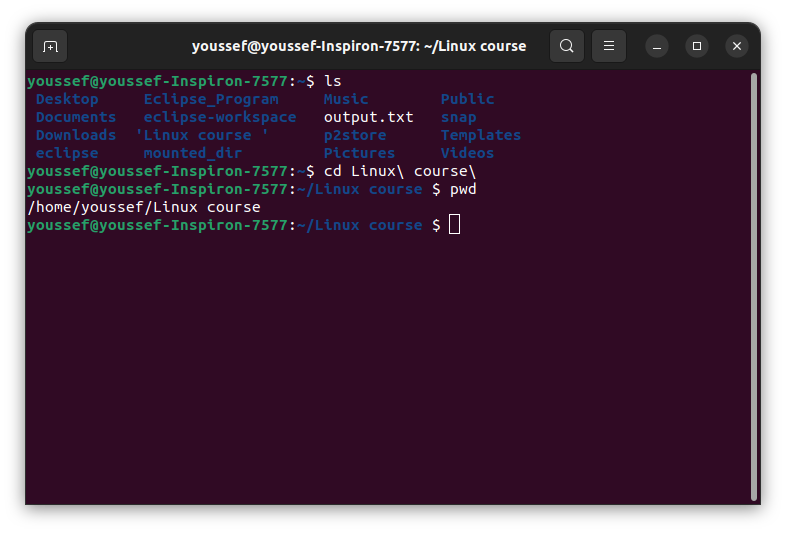 youssef@youssef-Inspiron-7577: ~/Linux course
youssef@youssef-Inspiron-7577:~$ ls
Desktop Eclipse_Program Music Public
Documents eclipse-workspace output.txt snap
Downloads 'Linux course ' p2store Templates
eclipse mounted_dir Pictures Videos
youssef@youssef-Inspiron-7577:~$ cd Linux\ course\
youssef@youssef-Inspiron-7577:~/Linux course $ pwd
/home/youssef/Linux course
youssef@youssef-Inspiron-7577:~/Linux course $